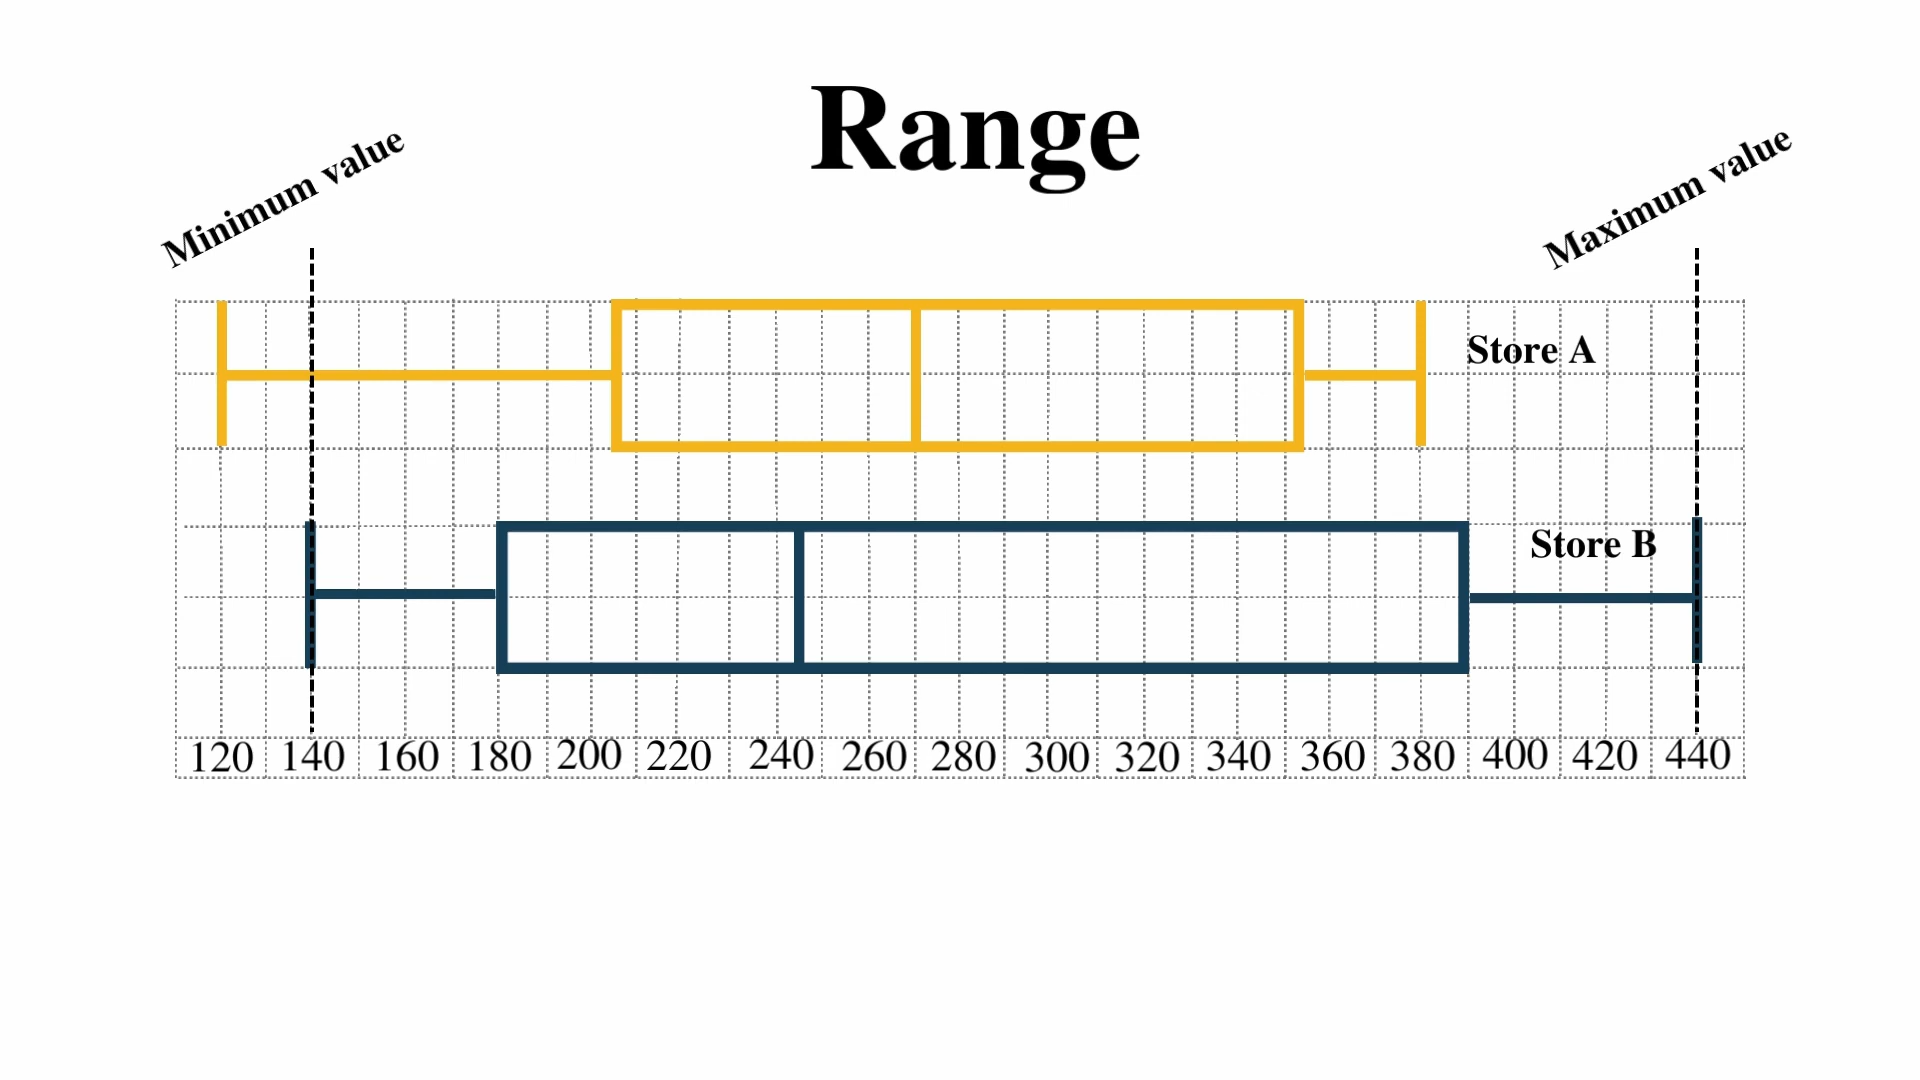 Range
Minimum value
Maximum value
Store A
Store B
120 140 160 180 200 220 240 260 280 300 320 340 360 380 400 420 440